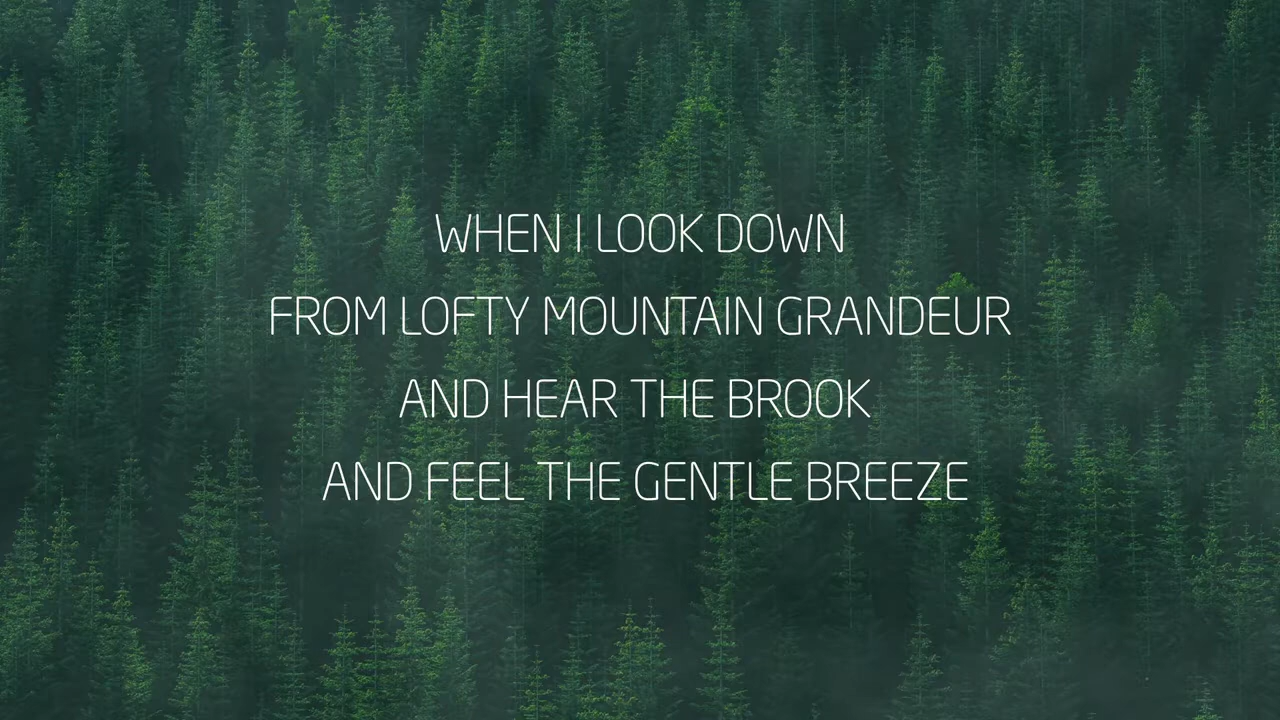 WHEN I LOOK DOWN
FROM LOFTY MOUNTAIN GRANDEUR
AND HEAR THE BROOK
AND FEEL THE GENTLE BREEZE